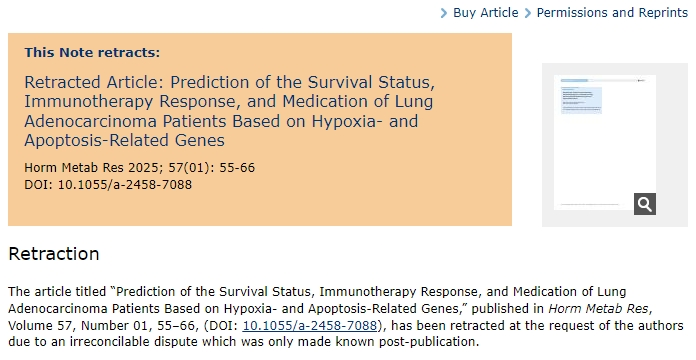 Buy Article Permissions and Reprints
This Note retracts:
Retracted Article: Prediction of the Survival Status,
Immunotherapy Response, and Medication of Lung
Adenocarcinoma Patients Based on Hypoxia- and
Apoptosis-Related Genes
Horm Metab Res 2025; 57(01): 55-66
DOI: 10.1055/a-2458-7088
Retraction
The article titled “Prediction of the Survival Status, Immunotherapy Response, and Medication of Lung
Adenocarcinoma Patients Based on Hypoxia- and Apoptosis-Related Genes,” published in Horm Metab Res,
Volume 57, Number 01, 55–66, (DOI: 10.1055/a-2458-7088), has been retracted at the request of the authors
due to an irreconcilable dispute which was only made known post-publication.